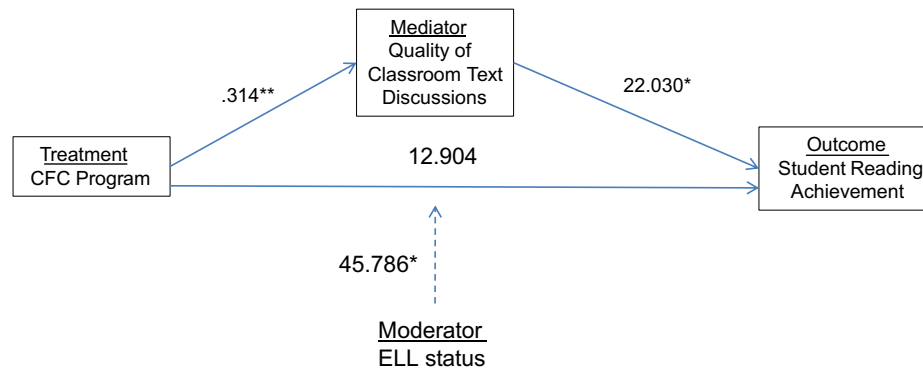 Mediator
Quality of
Classroom Text
Discussions
.314**
22.030*
Treatment
CFC Program
12.904
Outcome
Student Reading
Achievement
45.786*
Moderator
ELL status